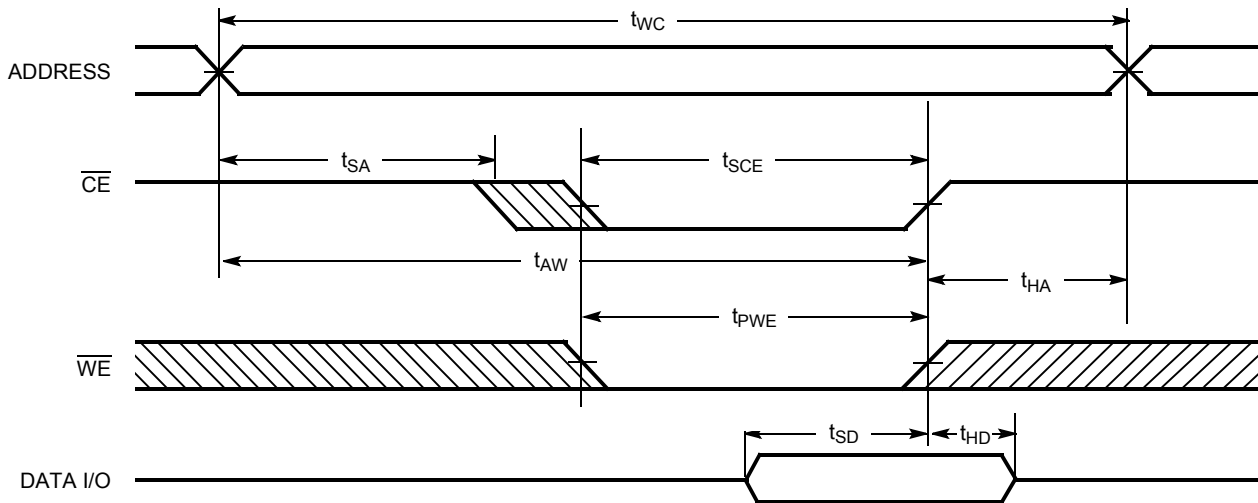 tWC
ADDRESS
tSA
tSCE
CE
tAW
tHA
tPWE
WE
tSD
tHD
DATA I/O